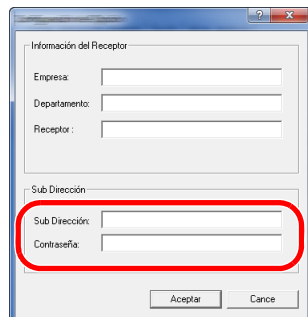 Información del Receptor
Empresa:
Departamento:
Receptor :
Sub Dirección
Sub Dirección:
Contraseña:
Aceptar
Cance